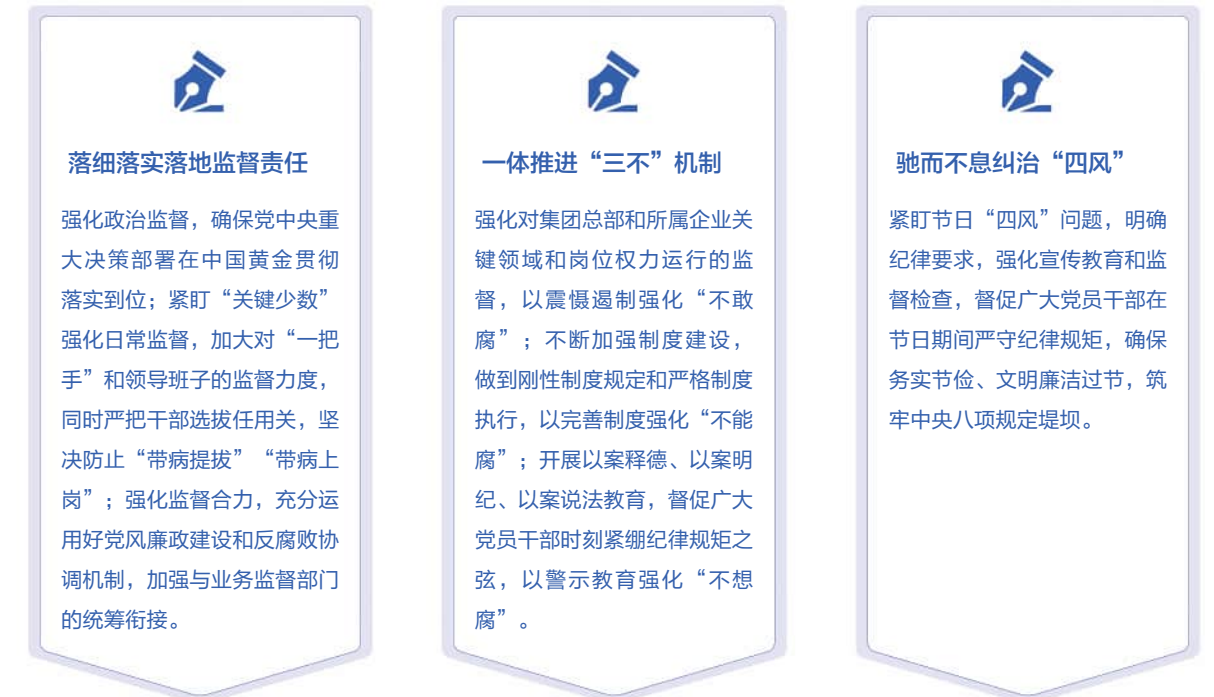 落细落实落地监督责任
强化政治监督，确保党中央重
大决策部署在中国黄金贯彻
落实到位；紧盯“关键少数”
强化日常监督，加大对“一把
手”和领导班子的监督力度，
同时严把干部选拔任用关，坚
决防止“带病提拔”“带病上
岗”；强化监督合力，充分运
用好党风廉政建设和反腐败协
调机制，加强与业务监督部门
的统筹衔接。
一体推进“三不”机制
强化对集团总部和所属企业关
键领域和岗位权力运行的监
督，以震慑遏制强化“不敢
腐”；不断加强制度建设，
做到刚性制度规定和严格制度
执行，以完善制度强化“不能
腐”；开展以案释德、以案明
纪、以案说法教育，督促广大
党员干部时刻紧绷纪律规矩之
弦，以警示教育强化“不想
腐”。
驰而不息纠治“四风”
紧盯节日“四风”问题，明确
纪律要求，强化宣传教育和监
督检查，督促广大党员干部在
节日期间严守纪律规矩，确保
务实节俭、文明廉洁过节，筑
牢中央八项规定堤坝。